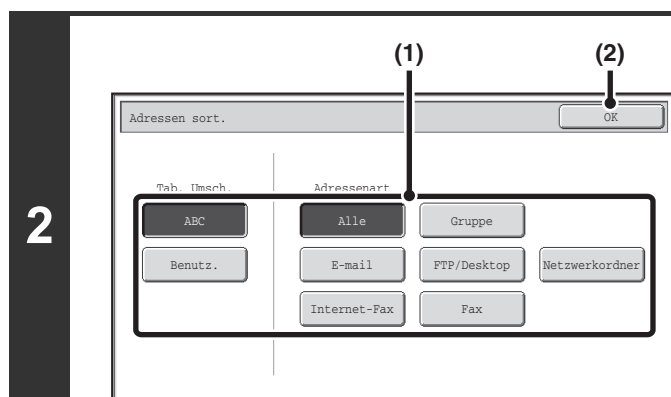 (1) (2)
Adressen sort. OK
Tab. Umsch. Adressenart
2
ABC Alle Gruppe
Benutz. E-mail FTP/Desktop Netzwerkordner
Internet-Fax Fax